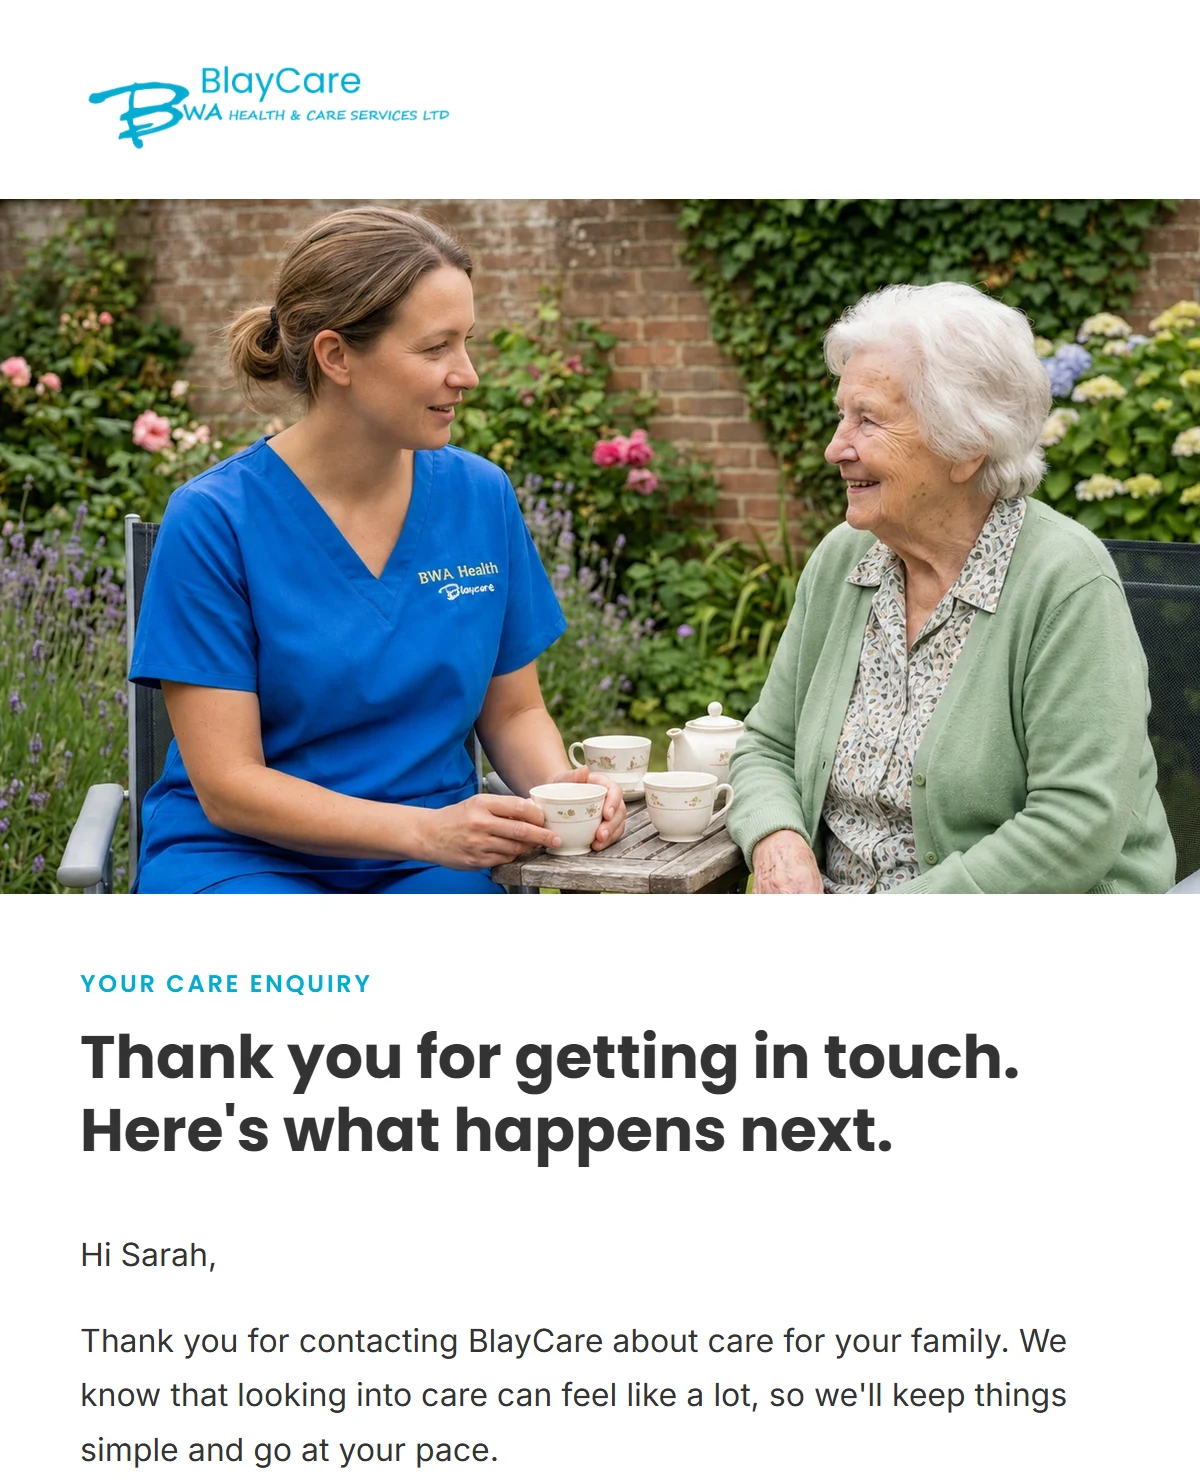 BlayCare
BWA HEALTH & CARE SERVICES LTD
BWA Health
Blaycare
YOUR CARE ENQUIRY
Thank you for getting in touch.
Here's what happens next.
Hi Sarah,
Thank you for contacting BlayCare about care for your family. We
know that looking into care can feel like a lot, so we'll keep things
simple and go at your pace.